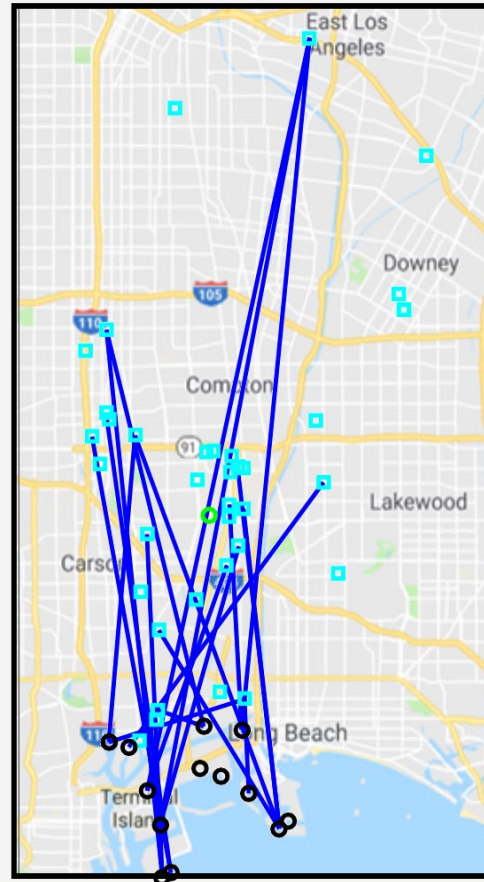 East Los
Angeles
Downey
105
110
Compton
91
Lakewood
Carson
Long Beach
Terminal
Island